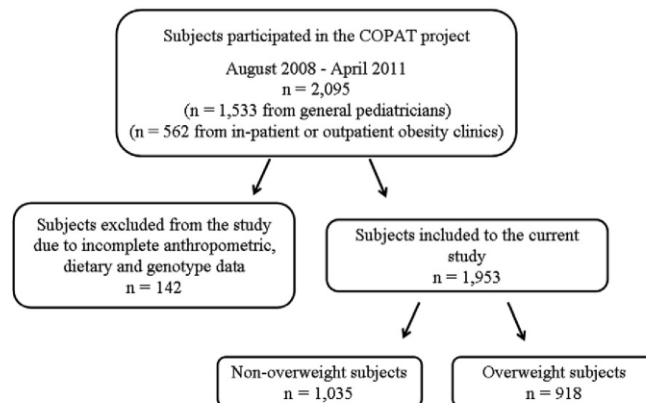 Subjects participated in the COPAT project
August 2008 - April 2011
n = 2,095
(n = 1,533 from general pediatricians)
(n = 562 from in-patient or outpatient obesity clinics)
Subjects excluded from the study
due to incomplete anthropometric,
dietary and genotype data
n = 142
Subjects included to the current
study
n = 1,953
Non-overweight subjects
n = 1,035
Overweight subjects
n = 918